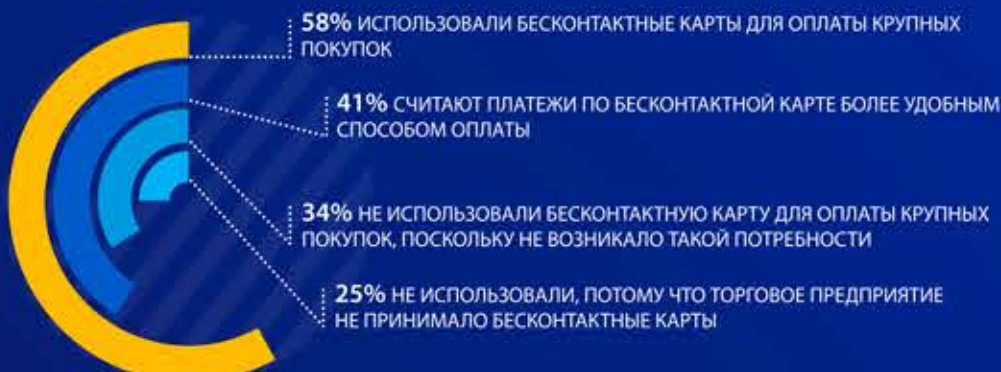 58% ИСПОЛЬЗОВАЛИ БЕСКОНТАКТНЫЕ КАРТЫ ДЛЯ ОПЛАТЫ КРУПНЫХ
ПОКУПОК
41% СЧИТАЮТ ПЛАТЕЖИ ПО БЕСКОНТАКТНОЙ КАРТЕ БОЛЕЕ УДОБНЫМ
СПОСОБОМ ОПЛАТЫ
34% НЕ ИСПОЛЬЗОВАЛИ БЕСКОНТАКТНУЮ КАРТУ ДЛЯ ОПЛАТЫ КРУПНЫХ
ПОКУПОК, ПОСКОЛЬКУ НЕ ВОЗНИКАЛО ТАКОЙ ПОТРЕБНОСТИ
25% НЕ ИСПОЛЬЗОВАЛИ, ПОТОМУ ЧТО ТОРГОВОЕ ПРЕДПРИЯТИЕ
НЕ ПРИНИМАЛО БЕСКОНТАКТНЫЕ КАРТЫ